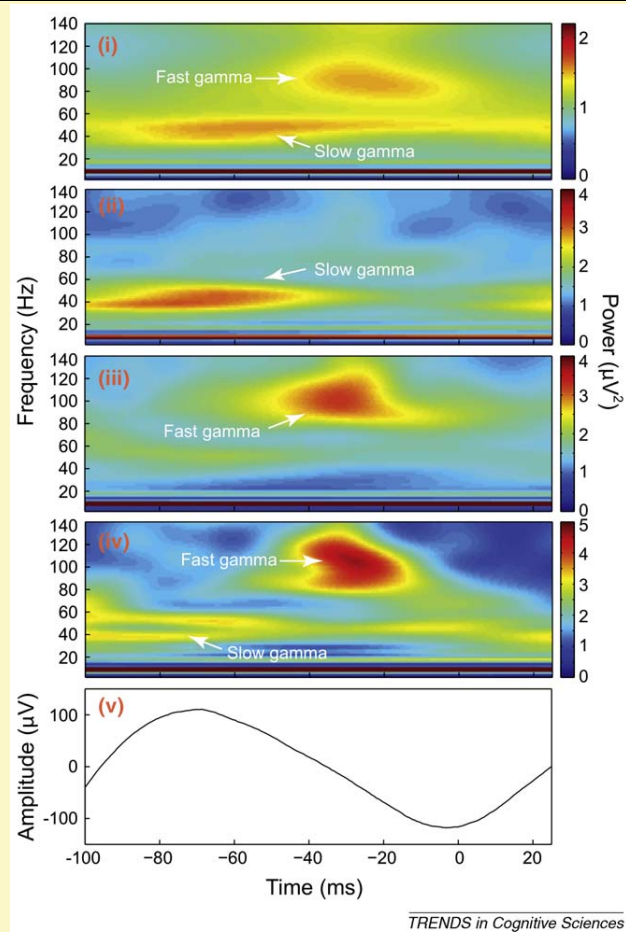 140
120
100
80
60
40
20
(i)
Fast gamma
Slow gamma
2
1
0
140
120
100
80
60
40
20
(ii)
Slow gamma
4
3
2
1
0
Frequency (Hz)
Power (μV²)
140
120
100
80
60
40
20
(iii)
Fast gamma
4
3
2
1
0
140
120
100
80
60
40
20
(iv)
Fast gamma
Slow gamma
5
4
3
2
1
0
Amplitude (μV)
100
0
-100
(v)
-100 −80 −60 −40 −20 0 20
Time (ms)
TRENDS in Cognitive Sciences